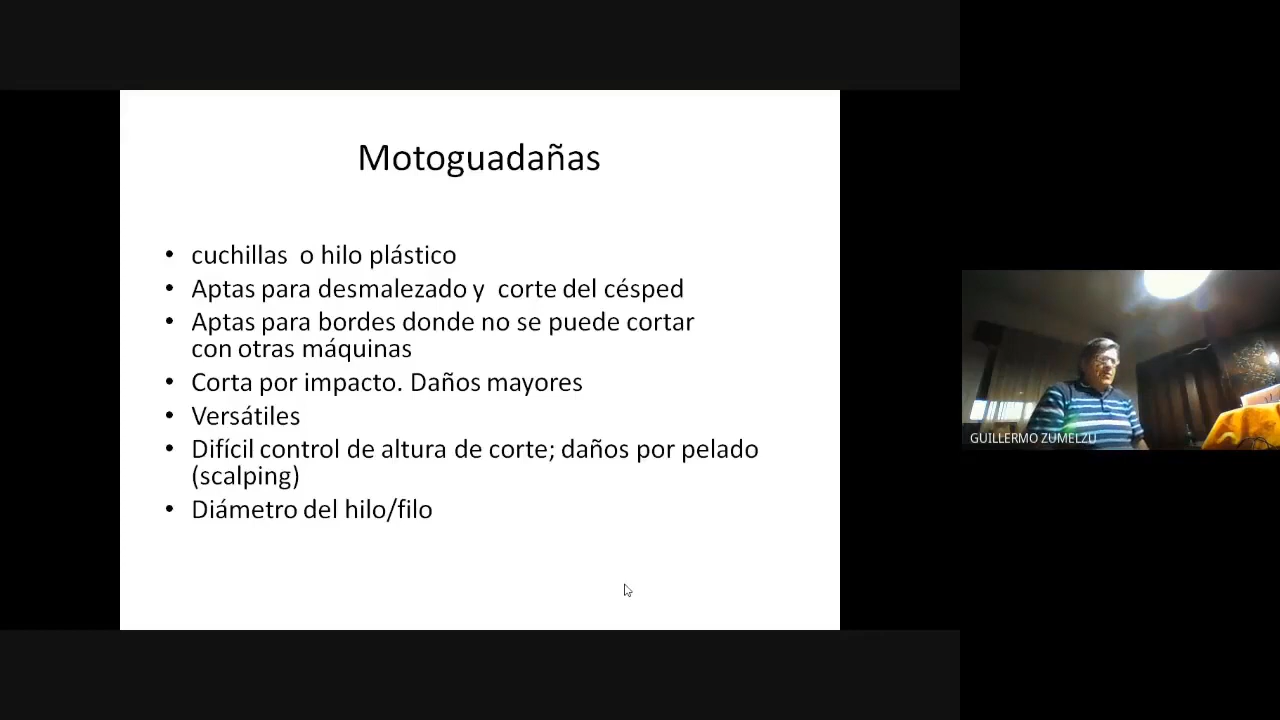 Motoguadañas
• cuchillas  o hilo plástico
• Aptas para desmalezado y  corte del césped
• Aptas para bordes donde no se puede cortar
con otras máquinas
• Corta por impacto. Daños mayores
• Versátiles
• Difícil control de altura de corte; daños por pelado
(scalping)
• Diámetro del hilo/filo
GUILLERMO ZUMELZU